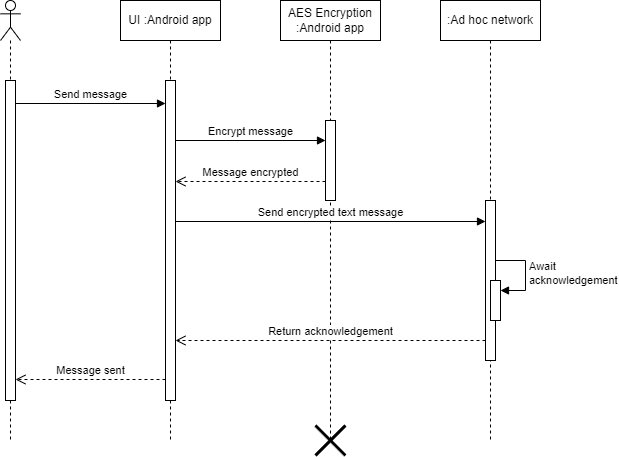 UI :Android app
AES Encryption
:Android app
:Ad hoc network
Send message
Encrypt message
Message encrypted
Send encrypted text message
Await
acknowledgement
Return acknowledgement
Message sent